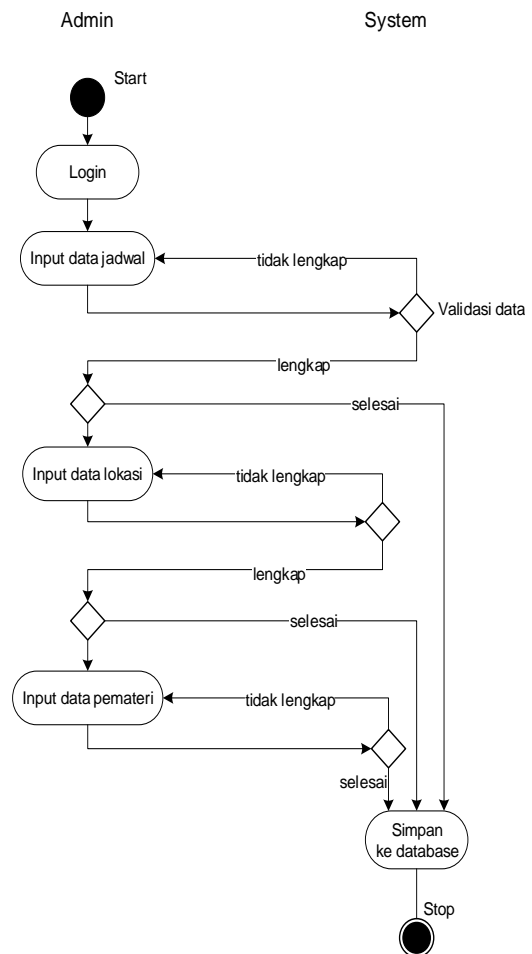 Admin
System
Start
Login
Input data jadwal
tidak lengkap
Validasi data
lengkap
selesai
Input data lokasi
tidak lengkap
lengkap
selesai
Input data pemateri
tidak lengkap
selesai
Simpan
ke database
Stop